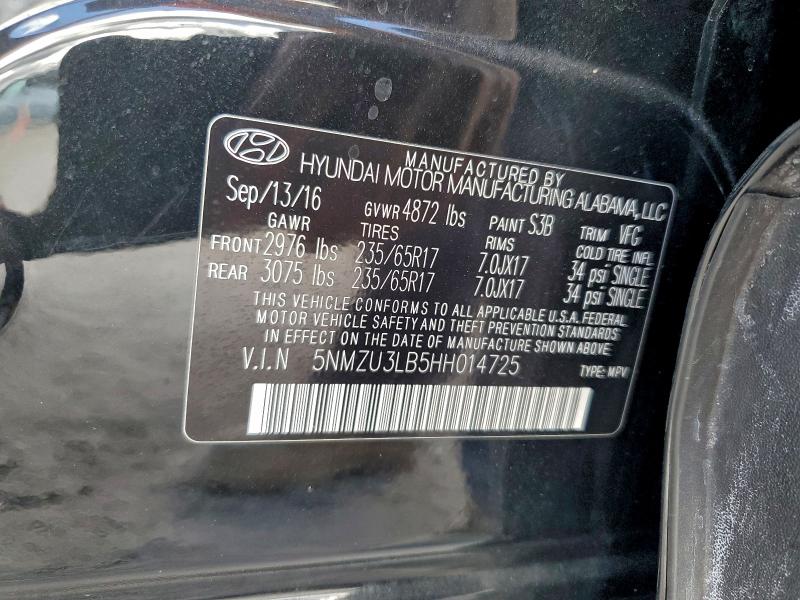 MANUFACTURED BY
HYUNDAI MOTOR MANUFACTURING ALABAMA, LLC
Sep/13/16 GVWR 4872 lbs PAINT S3B TRIM VFG
GAWR TIRES RIMS COLD TIRE INFL.
FRONT 2976 lbs 235/65R17 7.0JX17 34 psi SINGLE
REAR 3075 lbs 235/65R17 7.0JX17 34 psi SINGLE
THIS VEHICLE CONFORMS TO ALL APPLICABLE U.S.A. FEDERAL
MOTOR VEHICLE SAFETY AND THEFT PREVENTION STANDARDS
IN EFFECT ON THE DATE OF MANUFACTURE SHOWN ABOVE.
V.I.N 5NMZU3LB5HH014725 TYPE: MPV